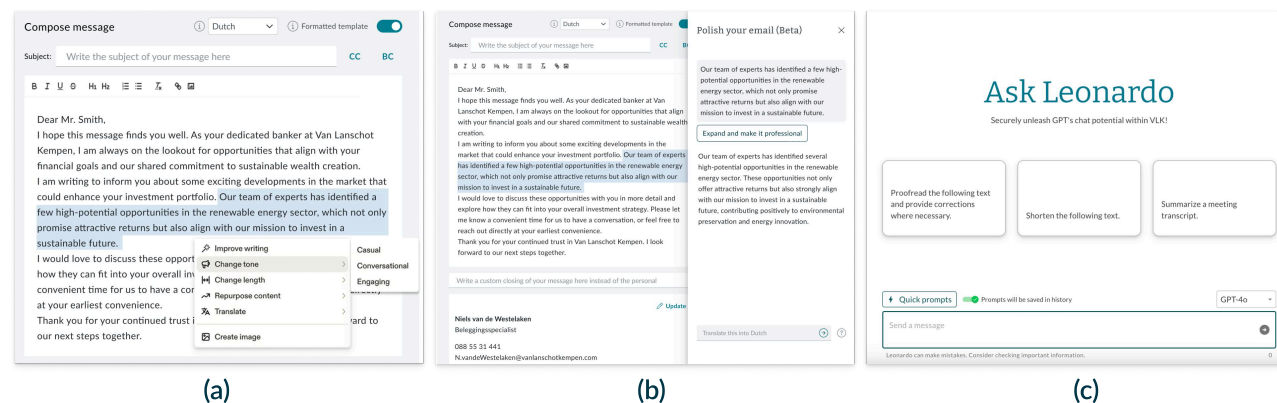 Compose message
Dutch
Formatted template
Subject:
Write the subject of your message here
CC
BC
B I U S H1 H2
Dear Mr. Smith,
I hope this message finds you well. As your dedicated banker at Van Lanschot
Kempen, I am always on the lookout for opportunities that align with your
financial goals and our shared commitment to sustainable wealth creation.
I am writing to inform you about some exciting developments in the market that
could enhance your investment portfolio. Our team of experts has identified a
few high-potential opportunities in the renewable energy sector, which not only
promise attractive returns but also align with our mission to invest in a
sustainable future.
I would love to discuss these opport
how they can fit into your overall inv
convenient time for us to have a cor
at your earliest convenience.
Thank you for your continued trust i
ard to
our next steps together.
Improve writing
Change tone
Change length
Repurpose content
Translate
Create image
Casual
Conversational
Engaging
(a)
Compose message
Dutch
Formatted template
Subject:
Write the subject of your message here
CC
B I U S H1 H2
Dear Mr. Smith,
I hope this message finds you well. As your dedicated banker at Van
Lanschot Kempen, I am always on the lookout for opportunities that align
with your financial goals and our shared commitment to sustainable wealth
creation.
I am writing to inform you about some exciting developments in the
market that could enhance your investment portfolio. Our team of experts
has identified a few high-potential opportunities in the renewable energy
sector, which not only promise attractive returns but also align with our
mission to invest in a sustainable future.
I would love to discuss these opportunities with you in more detail and
explore how they can fit into your overall investment strategy. Please let
me know a convenient time for us to have a conversation, or feel free to
reach out directly at your earliest convenience.
Thank you for your continued trust in Van Lanschot Kempen. I look
forward to our next steps together.
Write a custom closing of your message here instead of the personal
Update
Niels van de Westelaken
Beleggingsspecialist
088 55 31 441
N.vandeWestelaken@vanlanschotkempen.com
Polish your email (Beta)
Our team of experts has identified a few high-
potential opportunities in the renewable
energy sector, which not only promise
attractive returns but also align with our
mission to invest in a sustainable future.
Expand and make it professional
Our team of experts has identified several
high-potential opportunities in the renewable
energy sector. These opportunities not only
offer attractive returns but also strongly align
with our mission to invest in a sustainable
future, contributing positively to environmental
preservation and energy innovation.
Translate this into Dutch
(b)
Ask Leonardo
Securely unleash GPT's chat potential within VLK!
Proofread the following text
and provide corrections
where necessary.
Shorten the following text.
Summarize a meeting
transcript.
Quick prompts
Prompts will be saved in history
GPT-4o
Send a message
Leonardo can make mistakes. Consider checking important information.
0
(c)